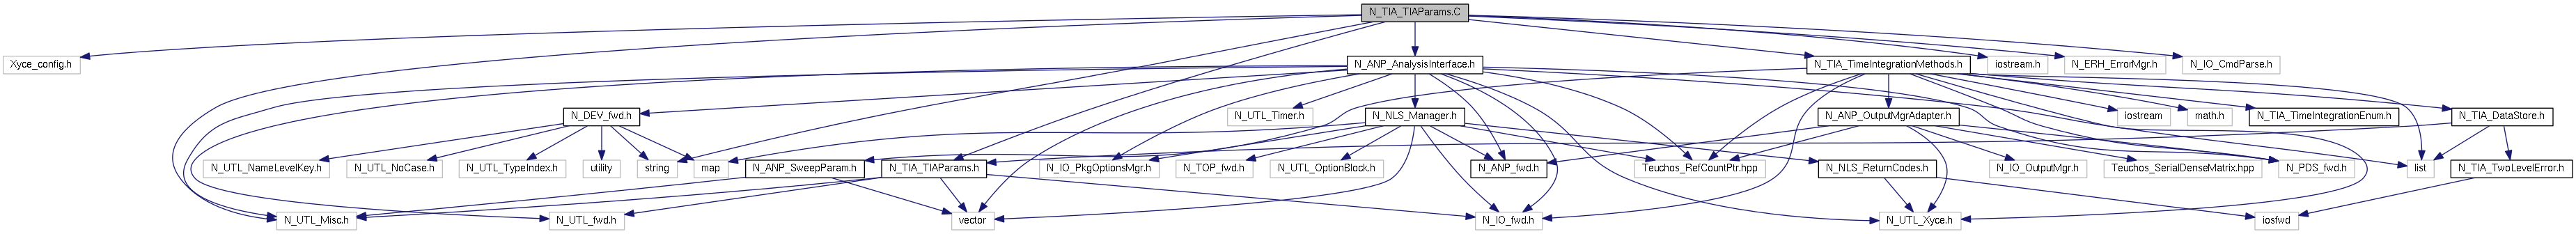 N_TIA_TIAParams.C
Xyce_config.h
N_ANP_AnalysisInterface.h
N_TIA_TimeIntegrationMethods.h
iostream.h
N_ERH_ErrorMgr.h
N_IO_CmdParse.h
N_DEV_fwd.h
N_UTL_Timer.h
N_NLS_Manager.h
N_ANP_OutputMgrAdapter.h
iostream
math.h
N_TIA_TimeIntegrationEnum.h
N_TIA_DataStore.h
N_UTL_NameLevelKey.h
N_UTL_NoCase.h
N_UTL_TypeIndex.h
utility
string
map
N_ANP_SweepParam.h
N_TIA_TIAParams.h
N_IO_PkgOptionsMgr.h
N_TOP_fwd.h
N_UTL_OptionBlock.h
N_ANP_fwd.h
Teuchos_RefCountPtr.hpp
N_NLS_ReturnCodes.h
N_IO_OutputMgr.h
Teuchos_SerialDenseMatrix.hpp
N_PDS_fwd.h
list
N_TIA_TwoLevelError.h
N_UTL_Misc.h
N_UTL_fwd.h
vector
N_IO_fwd.h
N_UTL_Xyce.h
iosfwd